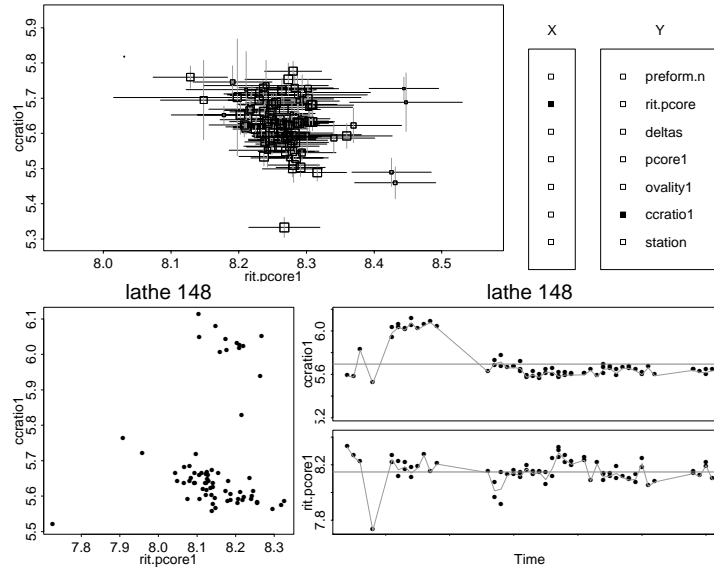 5.9
5.8
5.7
5.6
5.5
5.4
5.3
ccratio1
8.0
8.1
8.2
8.3
8.4
8.5
rit.pcore1
X
Y
preform.n
rit.pcore
deltas
pcore1
ovality1
ccratio1
station
lathe 148
6.1
6.0
5.9
5.8
5.7
5.6
5.5
ccratio1
7.8
7.9
8.0
8.1
8.2
8.3
rit.pcore1
lathe 148
6.0
5.6
5.2
ccratio1
8.2
7.8
rit.pcore1
Time